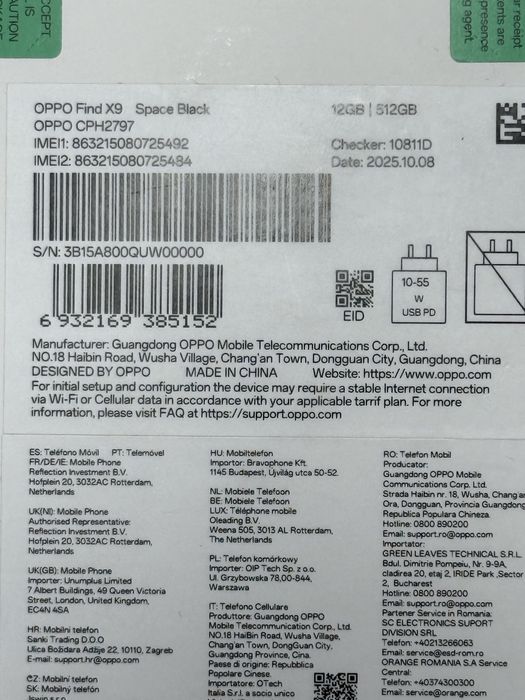 ACCEPT
CAUTION
IS
r receipt
ents are
presence
g agent.
OPPO Find X9 Space Black 12GB | 512GB
OPPO CPH2797
IMEI1: 863215080725492 Checker: 10811D
IMEI2: 863215080725484 Date: 2025.10.08
S/N: 3B15A800QUW00000
6 932169 385152
EID
10-55
W
USB PD
Manufacturer: Guangdong OPPO Mobile Telecommunications Corp., Ltd.
NO.18 Haibin Road, Wusha Village, Chang'an Town, Dongguan City, Guangdong, China
DESIGNED BY OPPO MADE IN CHINA Website: https://www.oppo.com
For initial setup and configuration the device may require a stable Internet connection
via Wi-Fi or Cellular data in accordance with your applicable tarrif plan. For more
information, please visit FAQ at https://support.oppo.com
ES: Teléfono Móvil PT: Telemóvel
FR/DE/IE: Mobile Phone
Reflection Investment B.V.
Hofplein 20, 3032AC Rotterdam,
Netherlands
UK(NI): Mobile Phone
Authorised Representative:
Reflection Investment B.V.
Hofplein 20, 3032AC Rotterdam,
Netherlands
UK(GB): Mobile Phone
Importer: Unumplus Limited
7 Albert Buildings, 49 Queen Victoria
Street, London, United Kingdom,
EC4N 4SA
HR: Mobilni telefon
Sanki Trading D.O.O
Ulica Božidara Adžije 22, 10110, Zagreb
E-mail: support.hr@oppo.com
CZ: Mobilní telefon
SK: Mobilný telefón
HU: Mobiltelefon
Importor: Bravophone Kft.
1145 Budapest, Újvilág utca 50-52.
NL: Mobiele Telefoon
BE: Mobiele Telefoon
LUX: Téléphone mobile
Oleading B.V.
Weena 505, 3013 AL Rotterdam,
The Netherlands
PL: Telefon komórkowy
Importer: OIP Tech Sp. z o.o.
Ul. Grzybowska 78,00-844,
Warszawa
IT: Telefono Cellulare
Produttore: Guangdong OPPO
Mobile Telecommunication Corp., Ltd.
NO.18 HaiBin Road, Wusha Village,
Chang'an Town, DongGuan City,
Guangdong Province, Cina.
Paese di origine: Repubblica
Popolare Cinese.
Importatore: OTech
Italia S.r.l. a socio unico
RO: Telefon Mobil
Producator:
Guangdong OPPO Mobile
Communications Corp. Ltd.
Strada Haibin nr. 18, Wusha, Chang'an
Ora, Dongguan, Provincia Guangdong
Republica Populara Chineza.
Hotline: 0800 890200
Email: support.ro@oppo.com
Importator:
GREEN LEAVES TECHNICAL S.R.L
Bdul. Dimitrie Pompeiu, Nr. 9-9A,
cladirea 20, etaj 2, IRIDE Park ,Sector
2, Bucharest
Hotline: 0800 890200
Email: support.ro@oppo.com
Partener Service in Romania:
SC ELECTRONICS SUPORT
DIVISION SRL
Telefon: +40213266063
Email: service@esd-rom.com
ORANGE ROMANIA S.A Service
Central:
Telefon: +40374300300
Email: service@orange.com